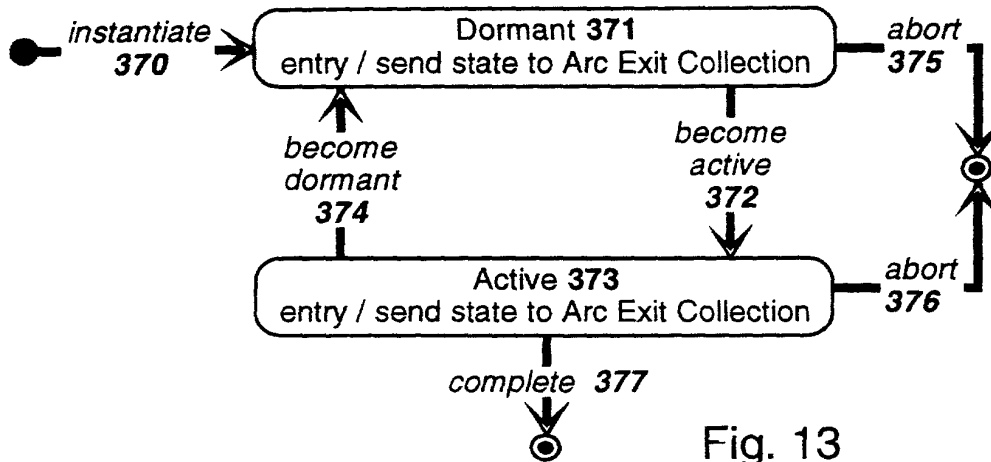 instantiate
370
Dormant 371
entry / send state to Arc Exit Collection
abort
375
become
dormant
374
become
active
372
Active 373
entry / send state to Arc Exit Collection
abort
376
complete 377
Fig. 13